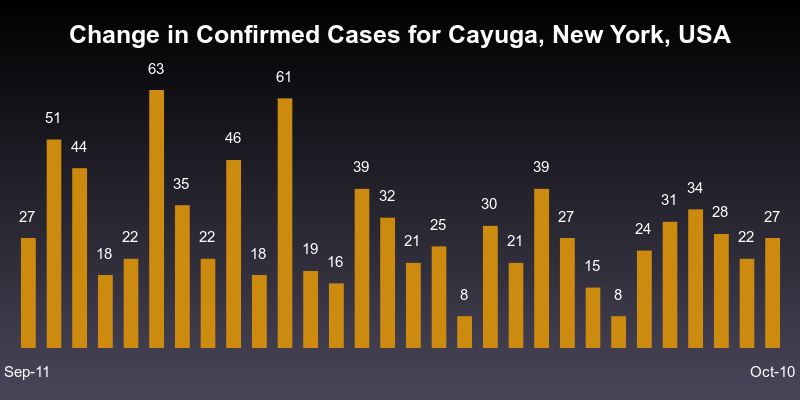 Change in Confirmed Cases for Cayuga, New York, USA
27 51 44 18 22 63 35 22 46 18 61 19 16 39 32 21 25 8 30 21 39 27 15 8 24 31 34 28 22 27
Sep-11 Oct-10